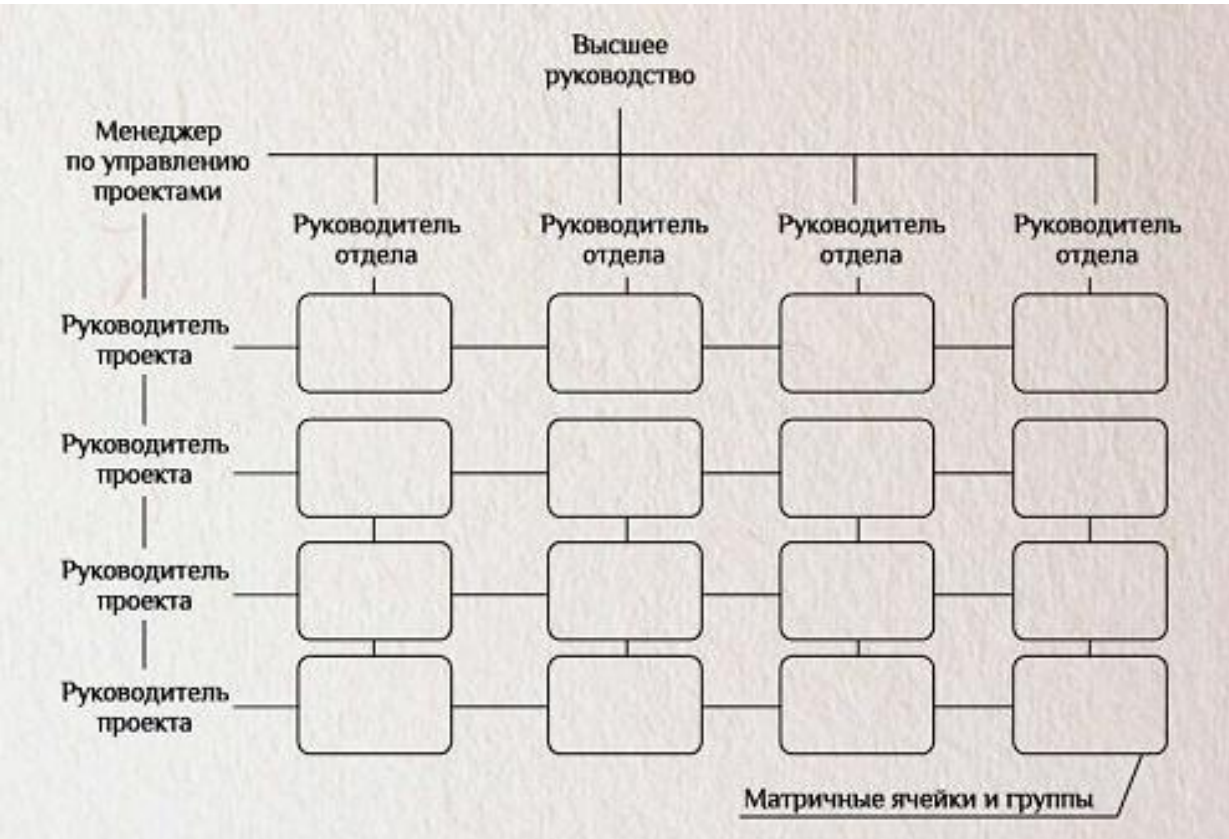 Высшее
руководство
Менеджер
по управлению
проектами
Руководитель
отдела
Руководитель
отдела
Руководитель
отдела
Руководитель
отдела
Руководитель
проекта
Руководитель
проекта
Руководитель
проекта
Руководитель
проекта
Матричные ячейки и группы